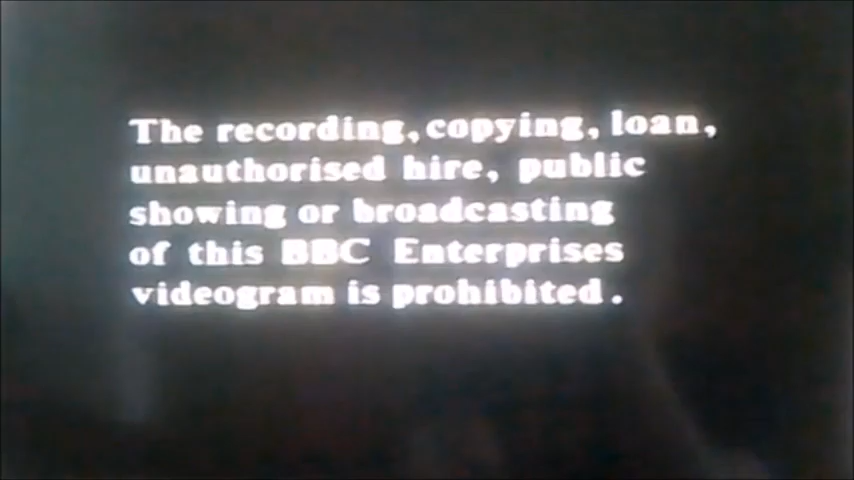 The recording, copying, loan,
unauthorised hire, public
showing or broadcasting
of this BBC Enterprises
videogram is prohibited.